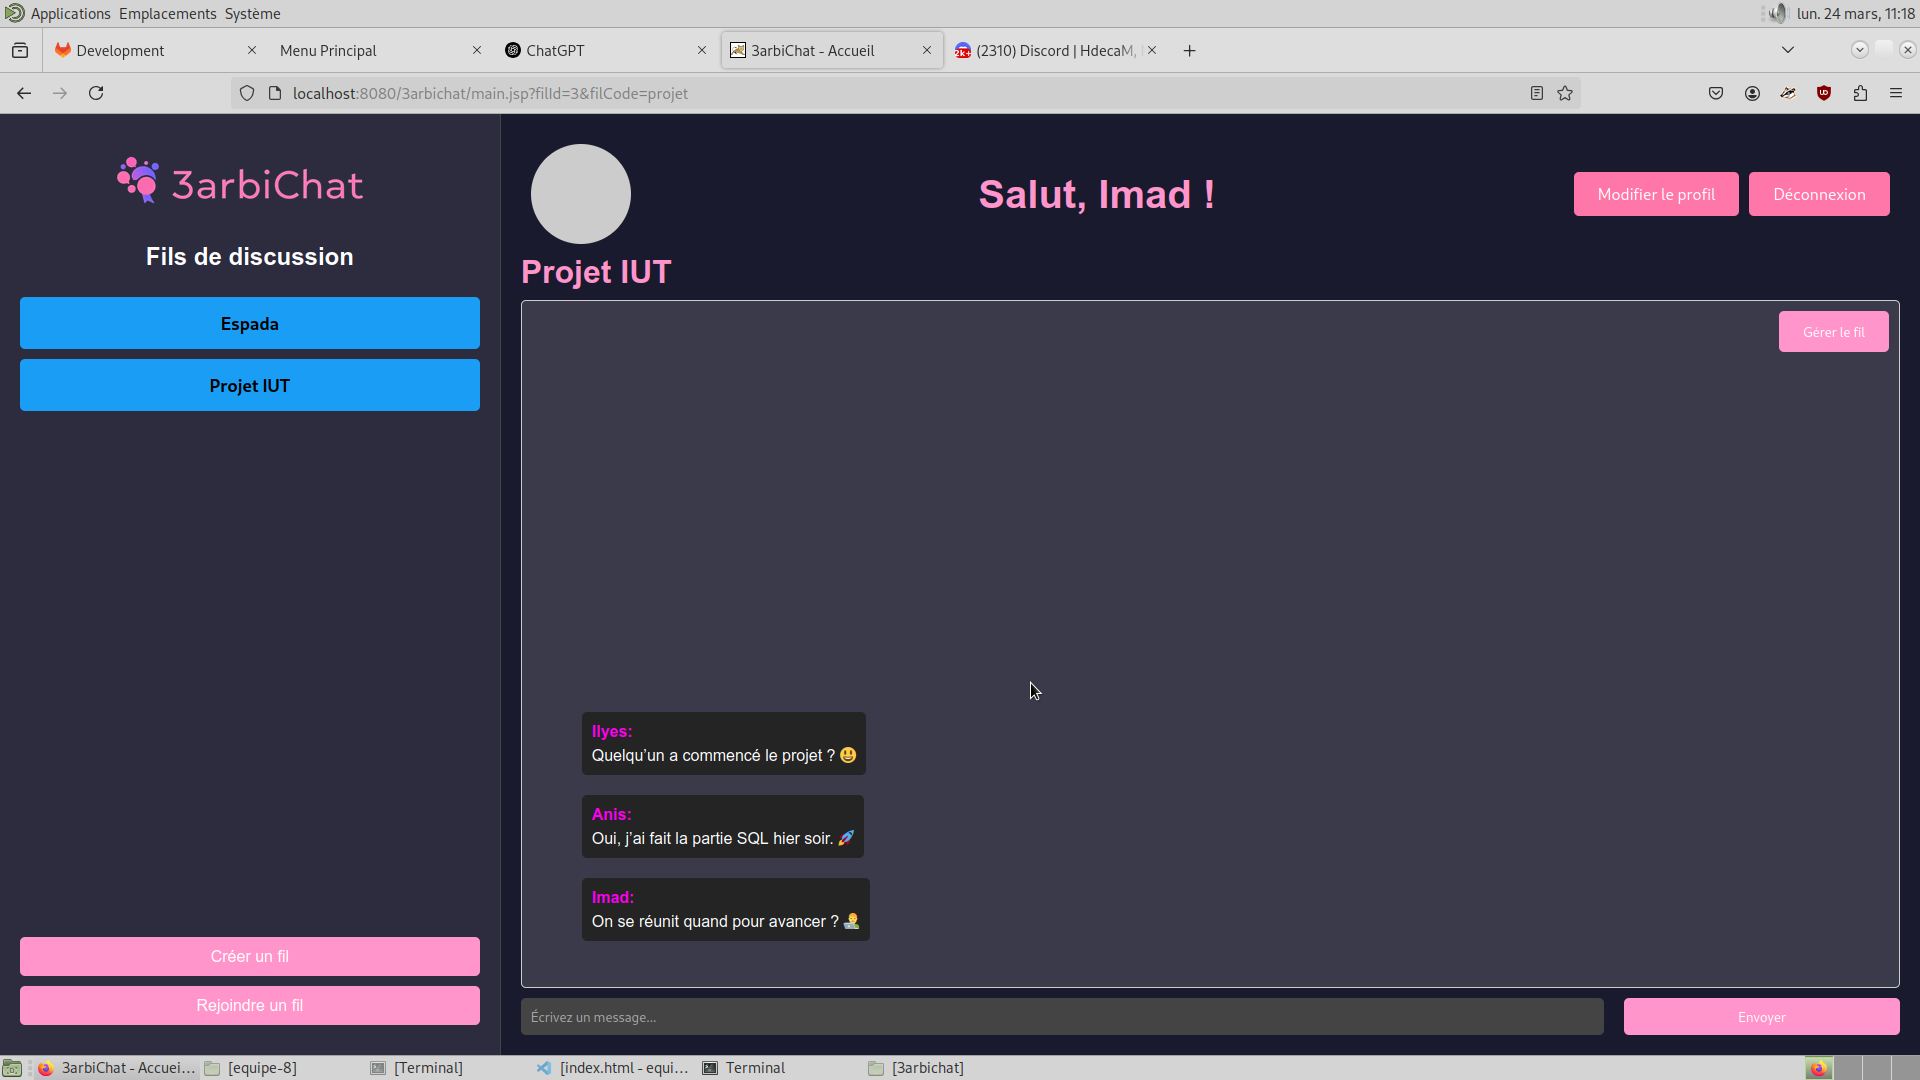 Applications Emplacements Système
lun. 24 mars, 11:18
Development
Menu Principal
ChatGPT
3arbiChat - Accueil
(2310) Discord | HdecaM,
localhost:8080/3arbichat/main.jsp?filId=3&filCode=projet
3arbiChat
Salut, Imad !
Modifier le profil
Déconnexion
Fils de discussion
Espada
Projet IUT
Créer un fil
Rejoindre un fil
Projet IUT
Gérer le fil
Ilyes:
Quelqu’un a commencé le projet ? 😃
Anis:
Oui, j’ai fait la partie SQL hier soir. 🚀
Imad:
On se réunit quand pour avancer ? 👨‍💻
Écrivez un message...
Envoyer
3arbiChat - Accuei…
[equipe-8]
[Terminal]
[index.html - equi…
Terminal
[3arbichat]